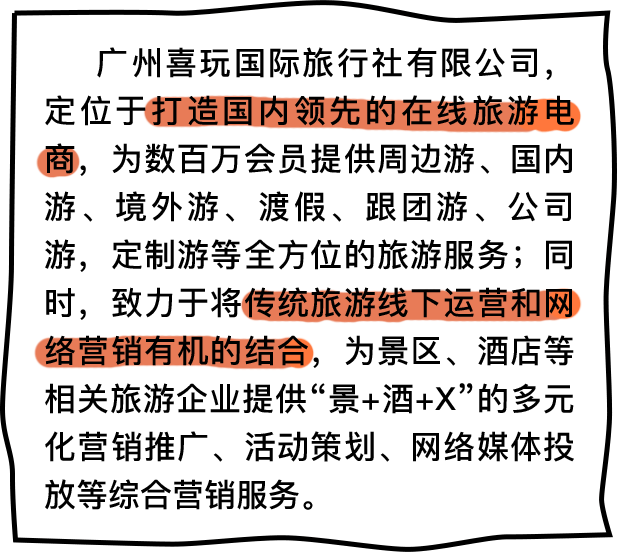 广州喜玩国际旅行社有限公司，
定位于打造国内领先的在线旅游电
商，为数百万会员提供周边游、国内
游、境外游、渡假、跟团游、公司
游，定制游等全方位的旅游服务；同
时，致力于将传统旅游线下运营和网
络营销有机的结合，为景区、酒店等
相关旅游企业提供“景+酒+X”的多元
化营销推广、活动策划、网络媒体投
放等综合营销服务。